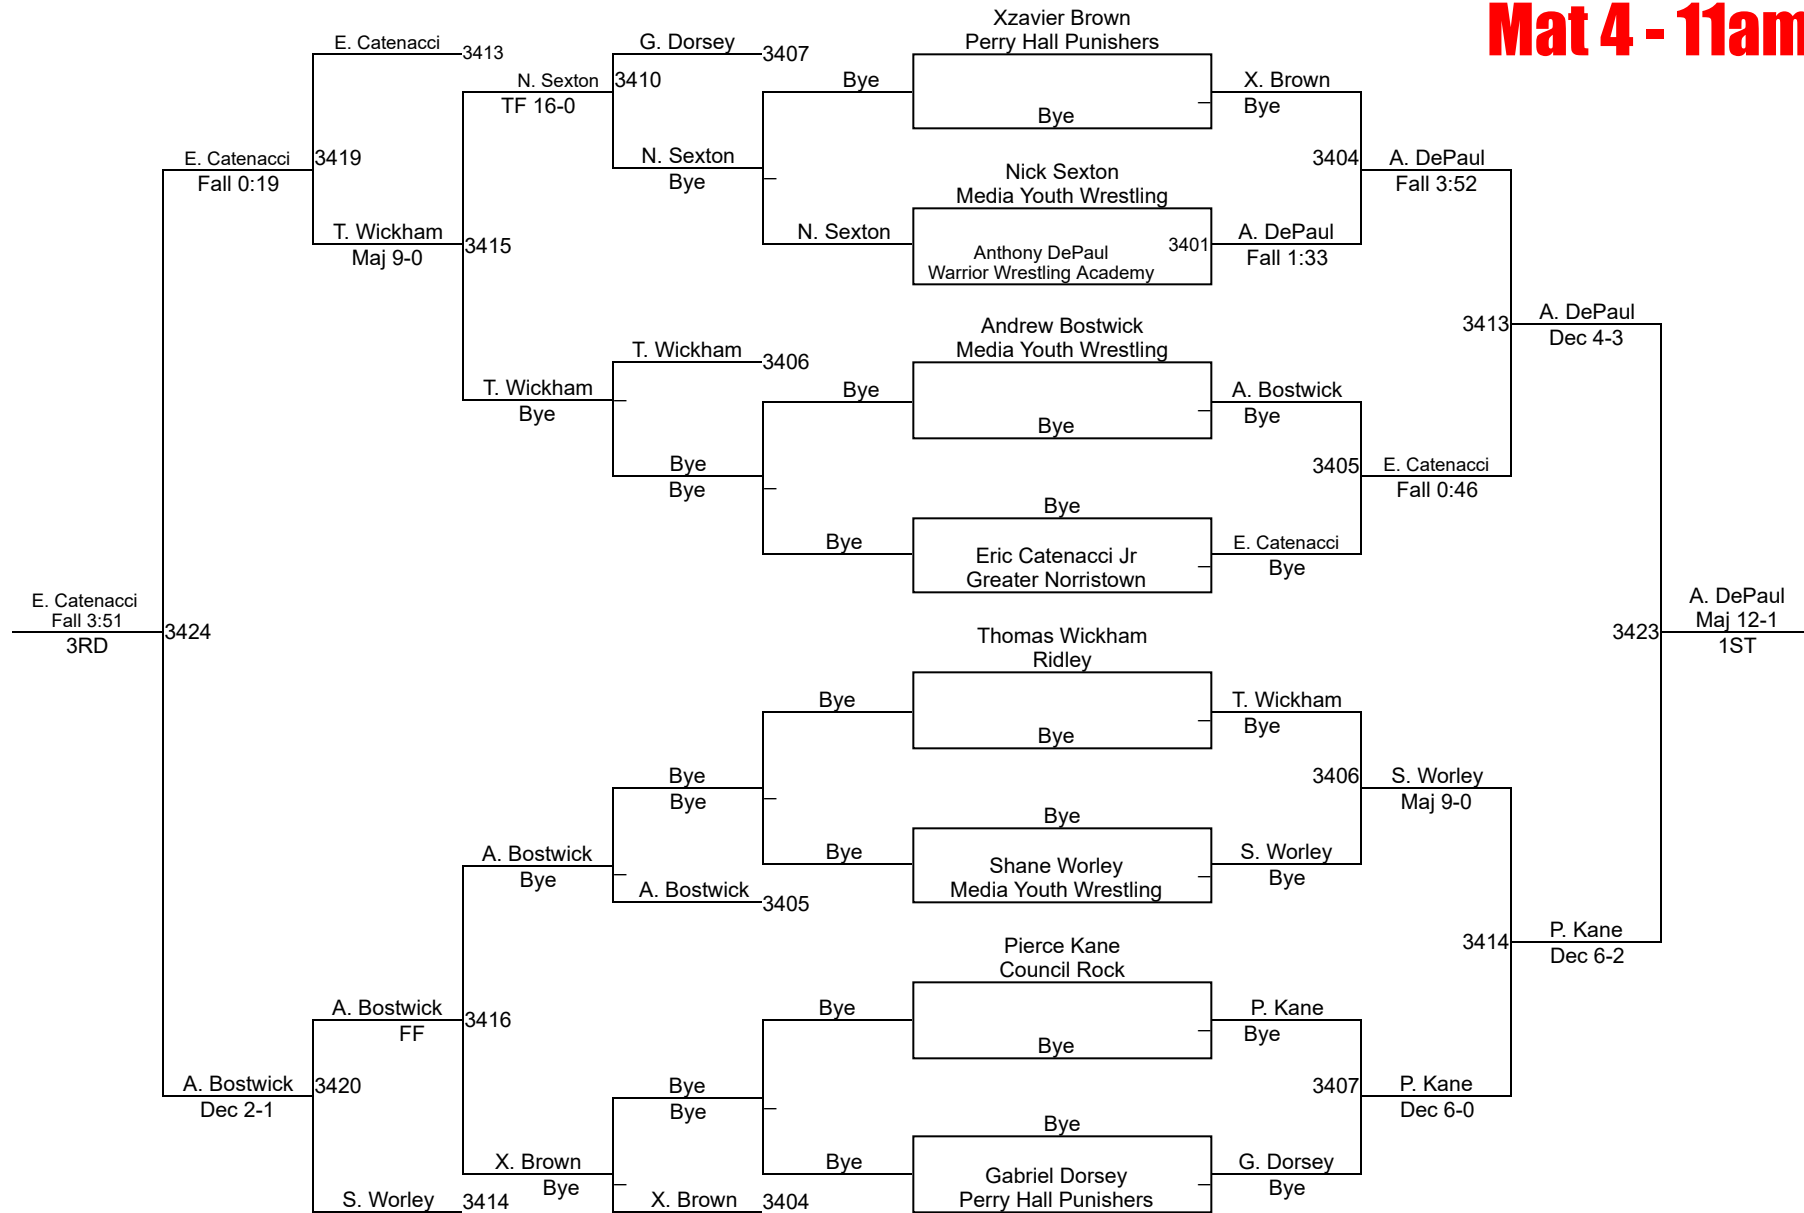 Mat 4 - 11am
Xzavier Brown
Perry Hall Punishers
E. Catenacci
3413
G. Dorsey
3407
N. Sexton
3410
TF 16-0
Bye
Bye
X. Brown
Bye
E. Catenacci
3419
Fall 0:19
N. Sexton
Bye
Nick Sexton
Media Youth Wrestling
3404
A. DePaul
Fall 3:52
T. Wickham
Maj 9-0
3415
N. Sexton
Anthony DePaul
Warrior Wrestling Academy
3401
A. DePaul
Fall 1:33
Andrew Bostwick
Media Youth Wrestling
3413
A. DePaul
Dec 4-3
T. Wickham
3406
T. Wickham
Bye
Bye
Bye
A. Bostwick
Bye
Bye
Bye
3405
E. Catenacci
Fall 0:46
Bye
Bye
Eric Catenacci Jr
Greater Norristown
E. Catenacci
Bye
E. Catenacci
Fall 3:51
3RD
3424
3423
A. DePaul
Maj 12-1
1ST
Thomas Wickham
Ridley
Bye
Bye
T. Wickham
Bye
Bye
Bye
3406
S. Worley
Maj 9-0
Bye
A. Bostwick
Bye
Bye
Shane Worley
Media Youth Wrestling
S. Worley
Bye
A. Bostwick
3405
Pierce Kane
Council Rock
3414
P. Kane
Dec 6-2
A. Bostwick
FF
3416
Bye
Bye
P. Kane
Bye
A. Bostwick
Dec 2-1
3420
Bye
Bye
3407
P. Kane
Dec 6-0
Bye
X. Brown
Bye
Bye
Gabriel Dorsey
Perry Hall Punishers
G. Dorsey
Bye
S. Worley
3414
X. Brown
3404